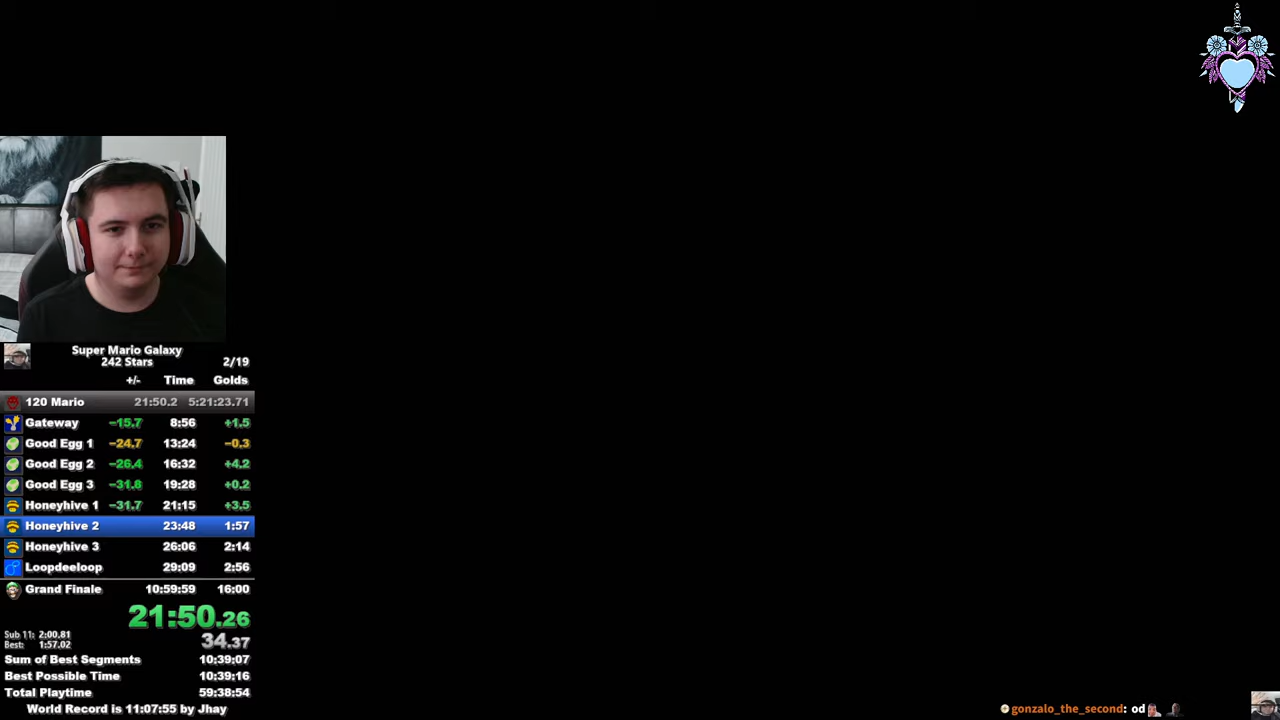 Super Mario Galaxy
242 Stars 2/19
+/- Time Golds
120 Mario 21:50.2 5:21:23.71
Gateway −15.7 8:56 +1.5
Good Egg 1 −24.7 13:24 −0.3
Good Egg 2 −26.4 16:32 +4.2
Good Egg 3 −31.8 19:28 +0.2
Honeyhive 1 −31.7 21:15 +3.5
Honeyhive 2 23:48 1:57
Honeyhive 3 26:06 2:14
Loopdeeloop 29:09 2:56
Grand Finale 10:59:59 16:00
21:50.26
Sub 11: 2:00.81
Best: 1:57.02
34.37
Sum of Best Segments 10:39:07
Best Possible Time 10:39:16
Total Playtime 59:38:54
World Record is 11:07:55 by Jhay
gonzalo_the_second: od